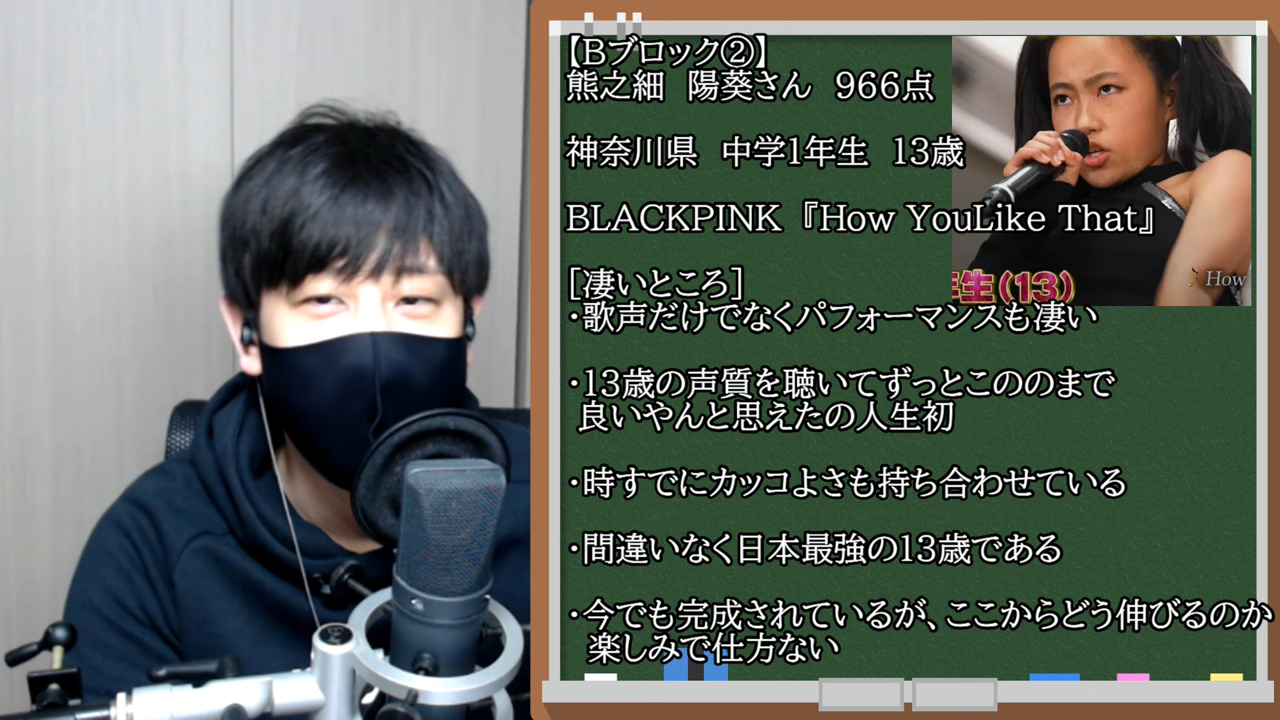 【Bブロック②】
熊之細　陽葵さん　966点
神奈川県　中学1年生　13歳
BLACKPINK『How YouLike That』
[凄いところ]
生(13)
How
・歌声だけでなくパフォーマンスも凄い
・13歳の声質を聴いてずっとこののまで
良いやんと思えたの人生初
・時すでにカッコよさも持ち合わせている
・間違いなく日本最強の13歳である
・今でも完成されているが、ここからどう伸びるのか
楽しみで仕方ない